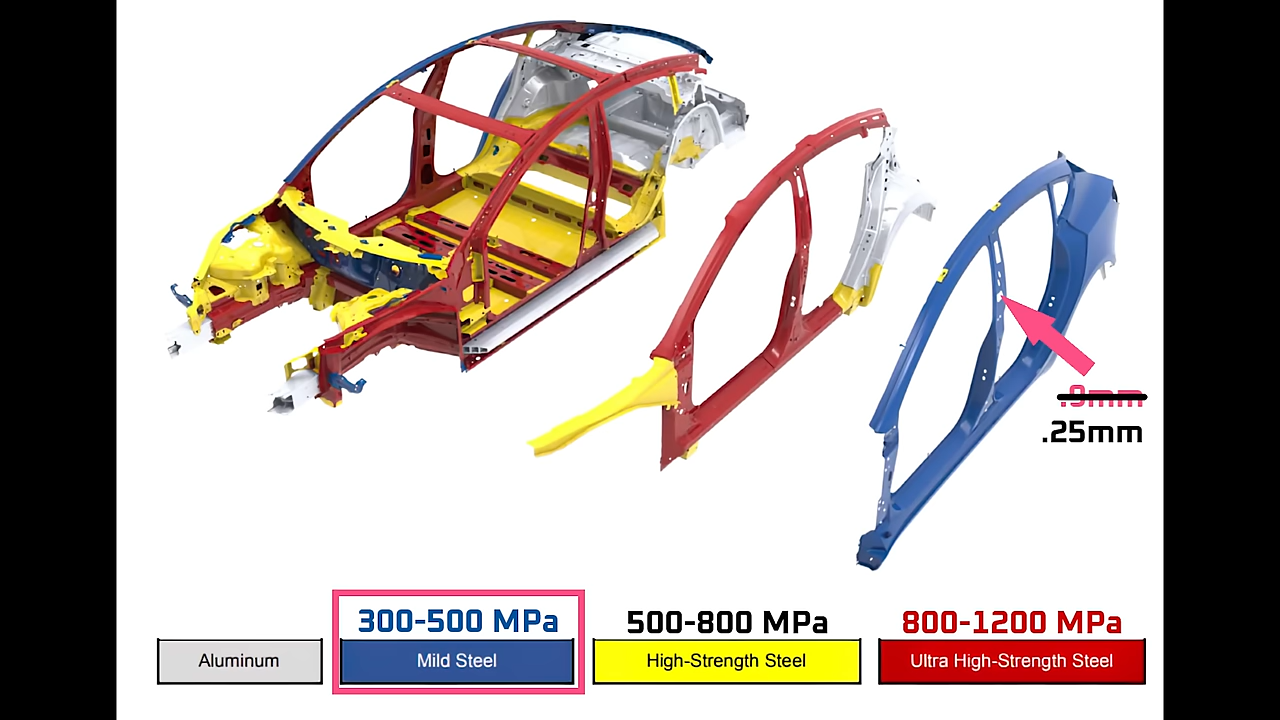 .9mm
.25mm
300-500 MPa
500-800 MPa
800-1200 MPa
Aluminum
Mild Steel
High-Strength Steel
Ultra High-Strength Steel